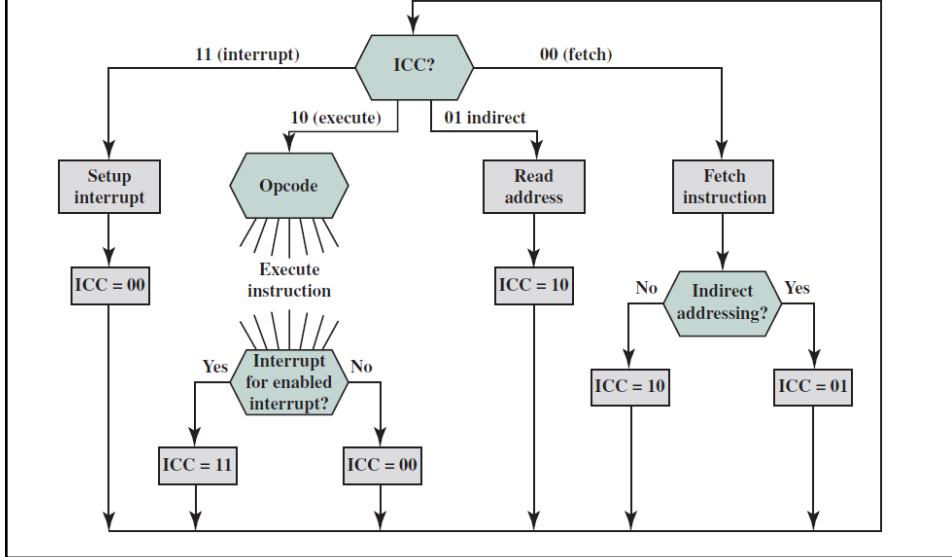 ICC?
11 (interrupt)
00 (fetch)
10 (execute)
01 indirect
Setup
interrupt
Opcode
Read
address
Fetch
instruction
ICC = 00
Execute
instruction
ICC = 10
No
Indirect
addressing?
Yes
Yes
Interrupt
for enabled
interrupt?
No
ICC = 10
ICC = 01
ICC = 11
ICC = 00